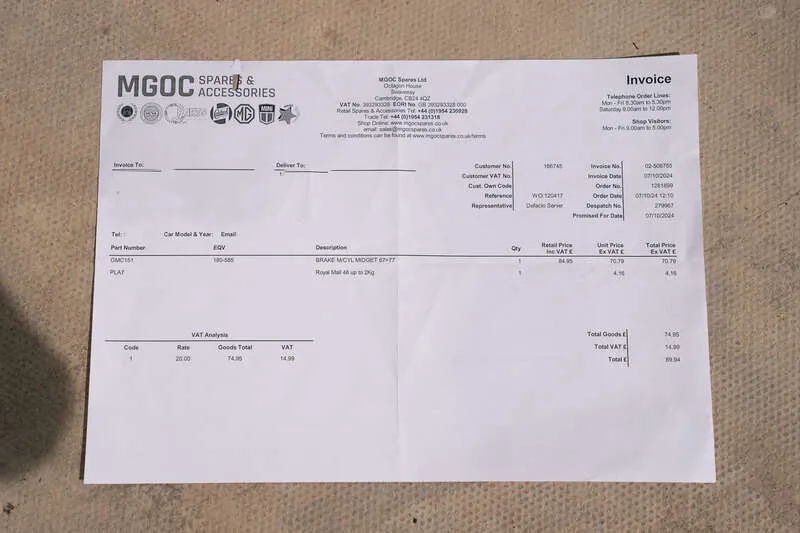 MGOC SPARES & ACCESSORIES
MGOC Spares Ltd
Octagon House
Swavesey
Cambridge, CB24 4QZ
VAT No. 393293328 EORI No. GB 393293328 000
Retail Spares & Accessories Tel: +44 (0)1954 230928
Trade Tel: +44 (0)1954 231318
Shop Online: www.mgocspares.co.uk
email: sales@mgocspares.co.uk
Terms and conditions can be found at www.mgocspares.co.uk/terms
Invoice
Telephone Order Lines:
Mon - Fri 8.30am to 5.30pm
Saturday 9.00am to 12.00pm
Shop Visitors:
Mon - Fri 9.00am to 5.00pm
MG
Invoice To:
Deliver To:
Customer No. 166745
Customer VAT No.
Cust. Own Code
Reference WO:120417
Representative Defacto Server
Invoice No. 02-508785
Invoice Date 07/10/2024
Order No. 1281899
Order Date 07/10/24 12:10
Despatch No. 279967
Promised For Date 07/10/2024
Tel: Car Model & Year: Email
Part Number EQV Description Qty Retail Price Inc VAT £ Unit Price Ex VAT £ Total Price Ex VAT £
GMC151 180-585 BRAKE M/CYL MIDGET 67>77 1 84.95 70.79 70.79
PLA7 Royal Mail 48 up to 2Kg 1 4.16 4.16
VAT Analysis
Code Rate Goods Total VAT
1 20.00 74.95 14.99
Total Goods £ 74.95
Total VAT £ 14.99
Total £ 89.94